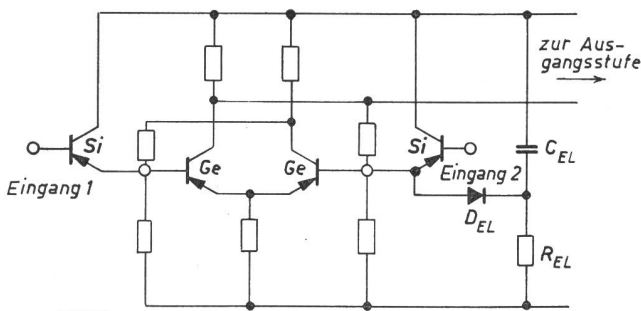 zur Aus-
gangsstufe
Si
Ge
Ge
Si
Eingang 1
Eingang 2
C_EL
D_EL
R_EL